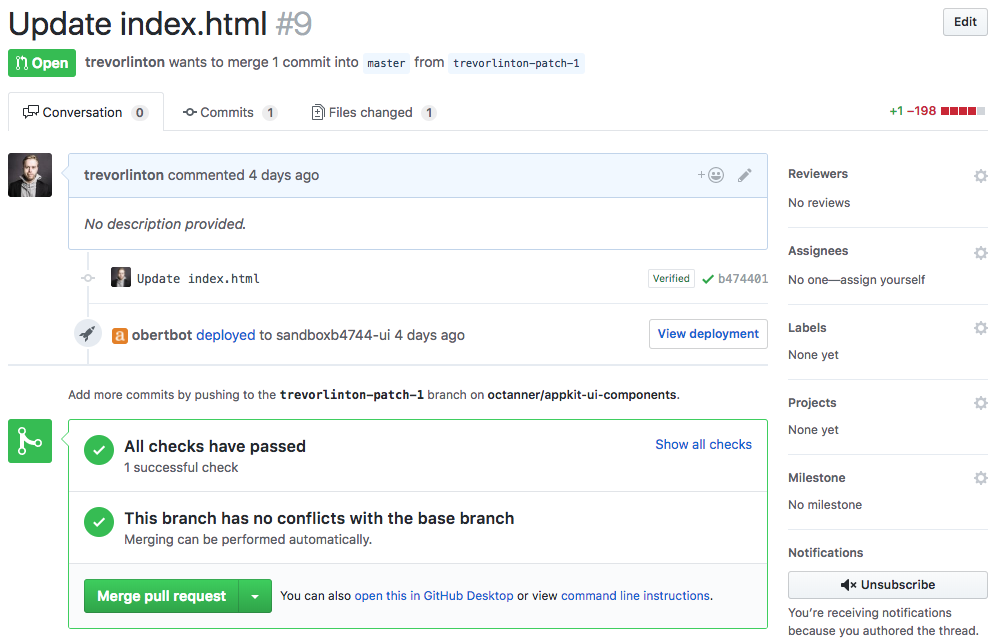 Update index.html #9
Edit
Open
trevorlinton wants to merge 1 commit into master from trevorlinton-patch-1
Conversation 0
Commits 1
Files changed 1
+1 −198
trevorlinton commented 4 days ago
No description provided.
Update index.html
Verified
b474401
a
obertbot deployed to sandboxb4744-ui 4 days ago
View deployment
Add more commits by pushing to the trevorlinton-patch-1 branch on octanner/appkit-ui-components.
All checks have passed
1 successful check
Show all checks
This branch has no conflicts with the base branch
Merging can be performed automatically.
Merge pull request
You can also open this in GitHub Desktop or view command line instructions.
Reviewers
No reviews
Assignees
No one—assign yourself
Labels
None yet
Projects
None yet
Milestone
No milestone
Notifications
Unsubscribe
You’re receiving notifications
because you authored the thread.